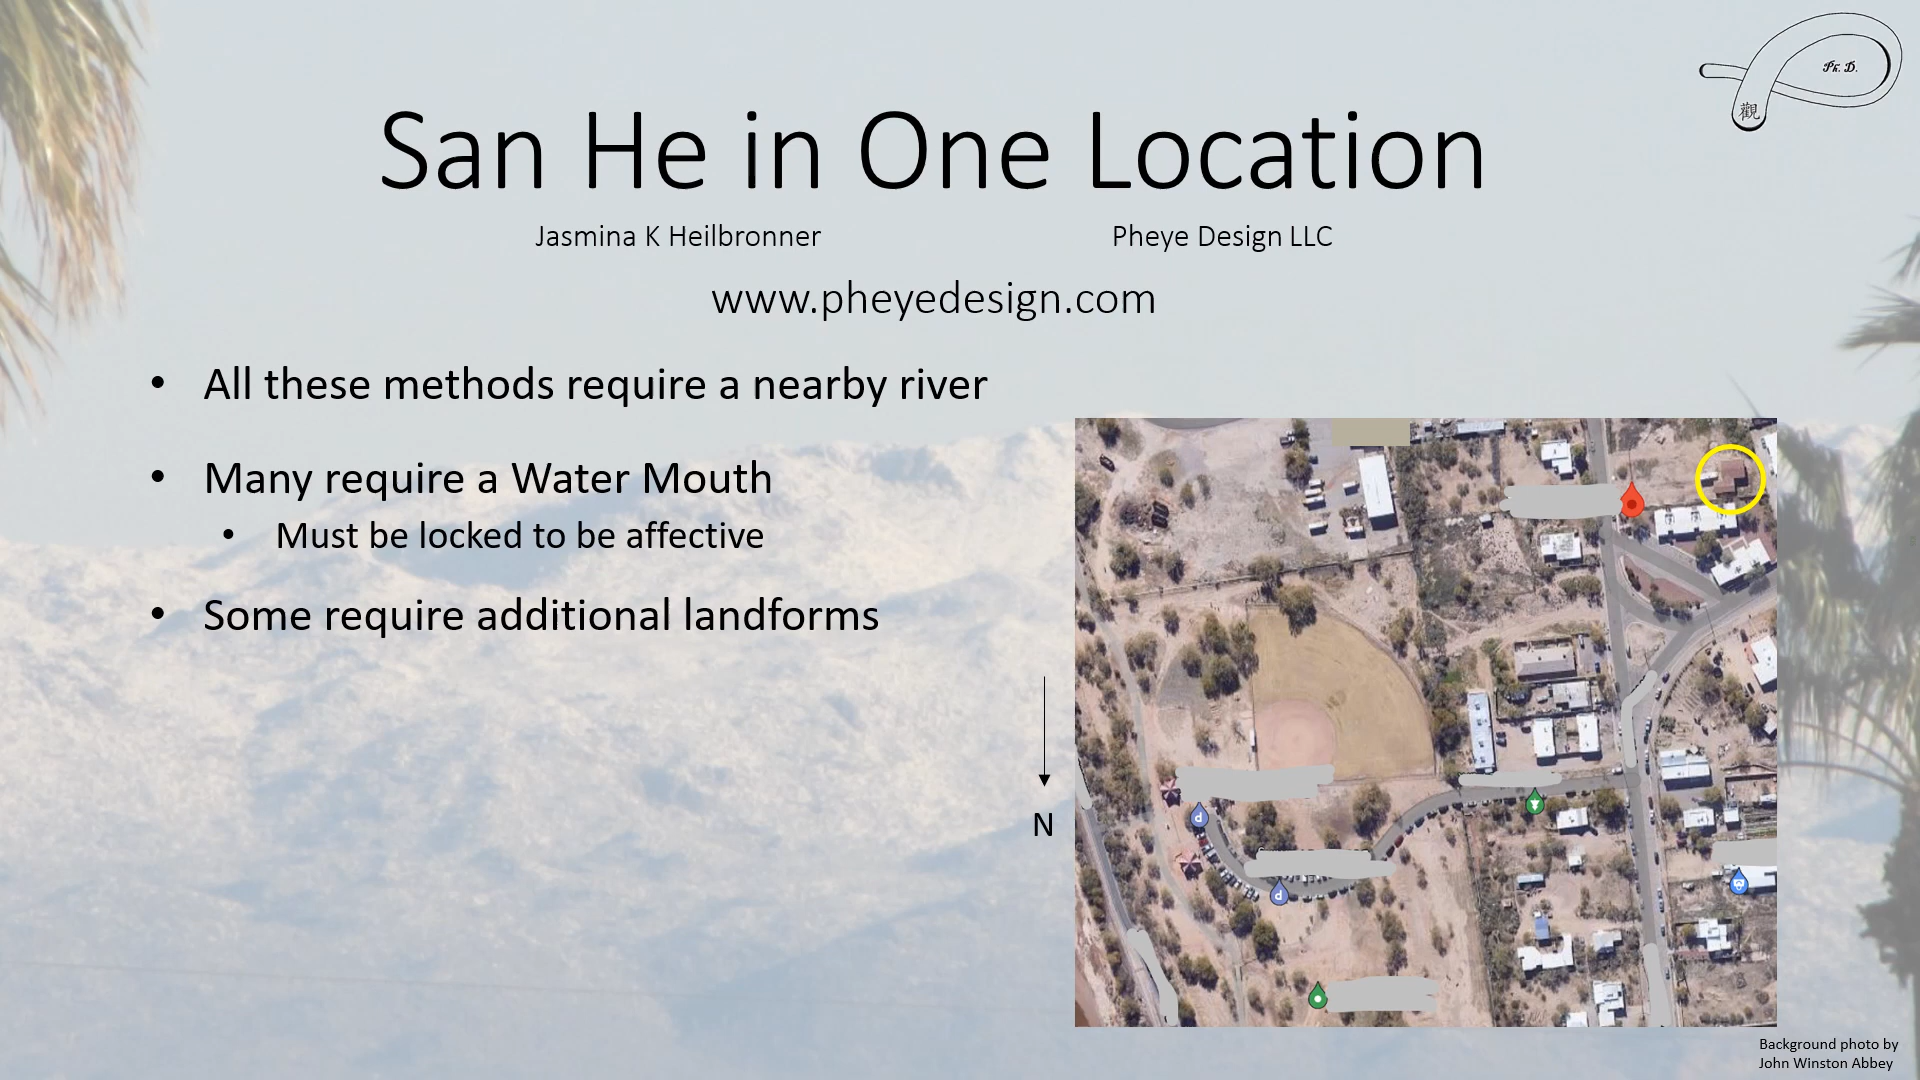 Ph. D.
觀
San He in One Location
Jasmina K Heilbronner
Pheye Design LLC
www.pheyedesign.com
• All these methods require a nearby river
• Many require a Water Mouth
• Must be locked to be affective
• Some require additional landforms
N
d
d
Background photo by
John Winston Abbey